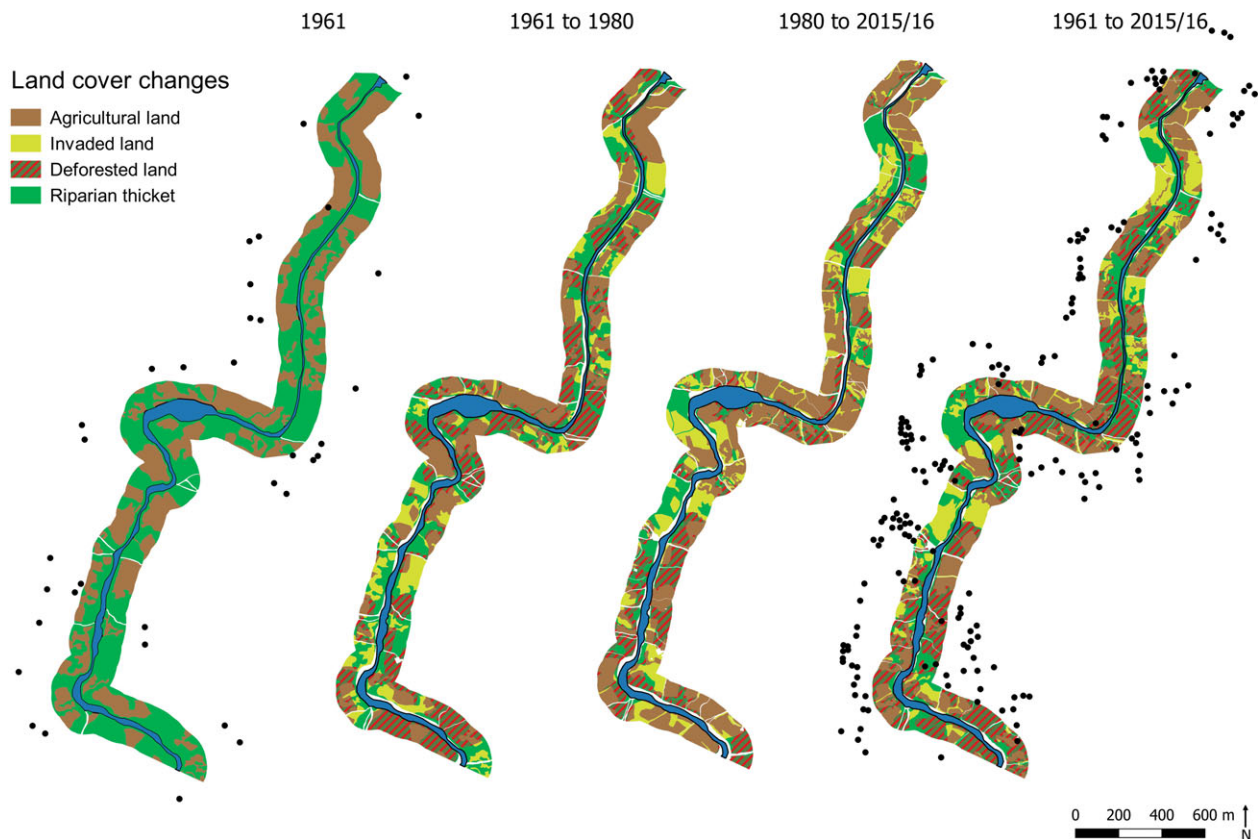 1961
1961 to 1980
1980 to 2015/16
1961 to 2015/16
Land cover changes
Agricultural land
Invaded land
Deforested land
Riparian thicket
0 200 400 600 m
N